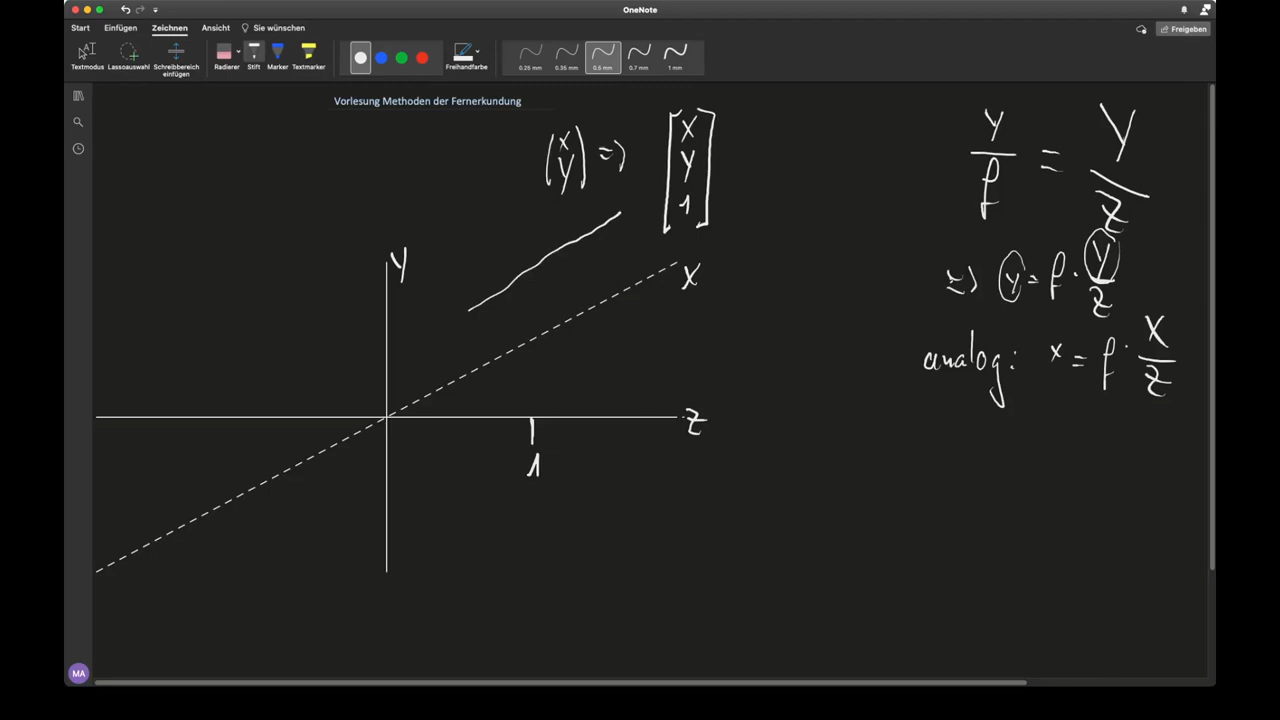 OneNote
Start Einfügen Zeichnen Ansicht Sie wünschen
Freigeben
Textmodus Lassoauswahl Schreibbereich einfügen Radierer Stift Marker Textmarker Freihandfarbe 0.25 mm 0.35 mm 0.5 mm 0.7 mm 1 mm
Vorlesung Methoden der Fernerkundung
(x y) => [x y 1]
y/f = Y/Z
=> y = f · Y/Z
analog: x = f · X/Z
Y
X
Z
1
MA